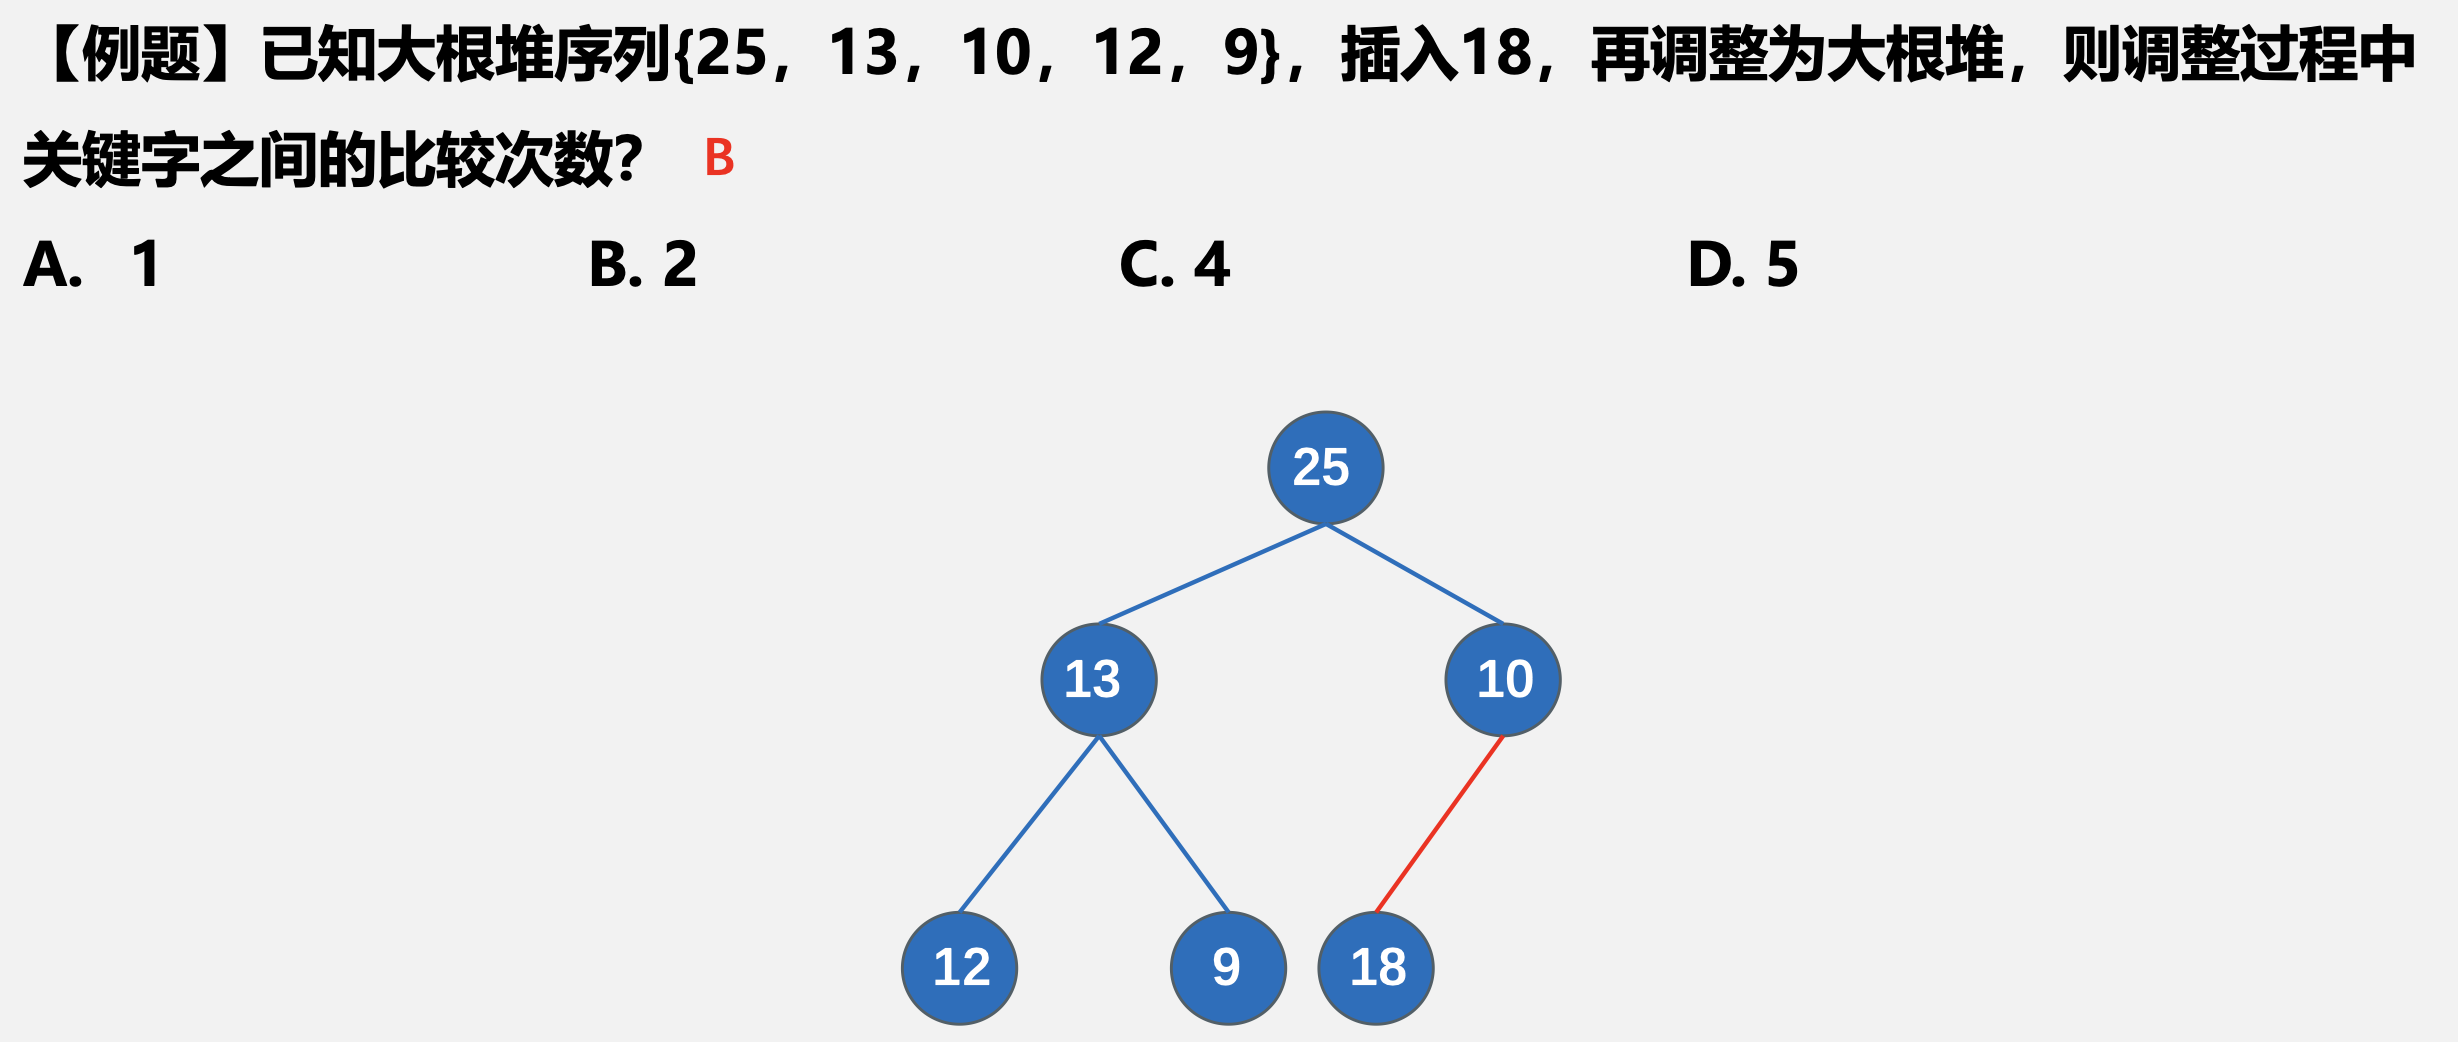 【例题】已知大根堆序列{25，13，10，12，9}，插入18，再调整为大根堆，则调整过程中
关键字之间的比较次数？ B
A. 1 B. 2 C. 4 D. 5
25
13 10
12 9 18